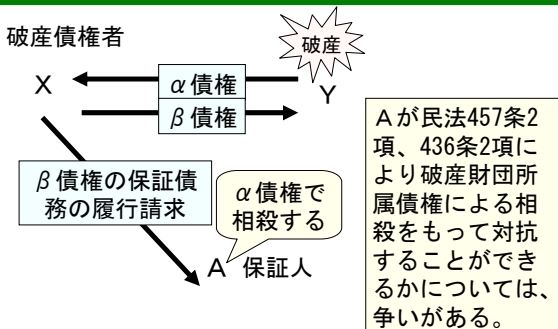 破産債権者
破産
X
α債権
Y
β債権
β債権の保証債
務の履行請求
α債権で
相殺する
A 保証人
Aが民法457条2
項、436条2項に
より破産財団所
属債権による相
殺をもって対抗
することができ
るかについては、
争いがある。